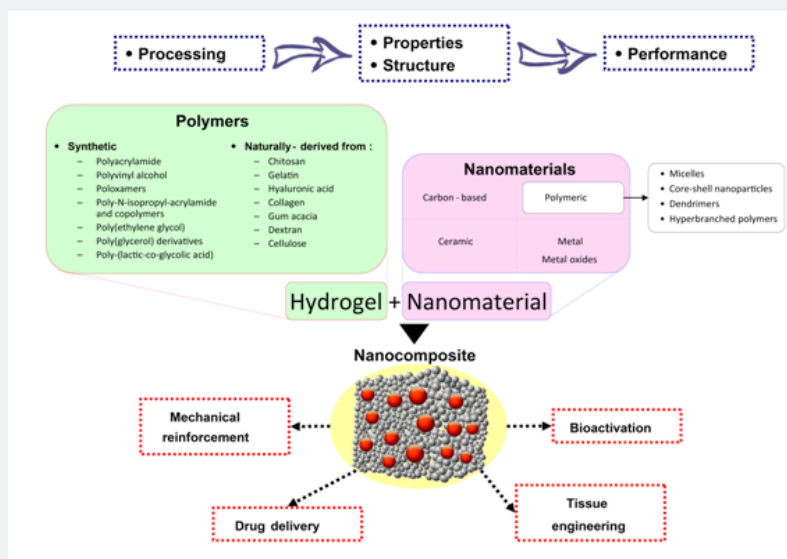 • Processing
• Properties
• Structure
• Performance
Polymers
• Synthetic
– Polyacrylamide
– Polyvinyl alcohol
– Poloxamers
– Poly-N-isopropyl-acrylamide
and copolymers
– Poly(ethylene glycol)
– Poly(glycerol) derivatives
– Poly-(lactic-co-glycolic acid)
• Naturally- derived from :
– Chitosan
– Gelatin
– Hyaluronic acid
– Collagen
– Gum acacia
– Dextran
– Cellulose
Nanomaterials
Carbon - based
Polymeric
Ceramic
Metal
Metal oxides
• Micelles
• Core-shell nanoparticles
• Dendrimers
• Hyperbranched polymers
Hydrogel + Nanomaterial
Nanocomposite
Mechanical
reinforcement
Bioactivation
Drug delivery
Tissue
engineering